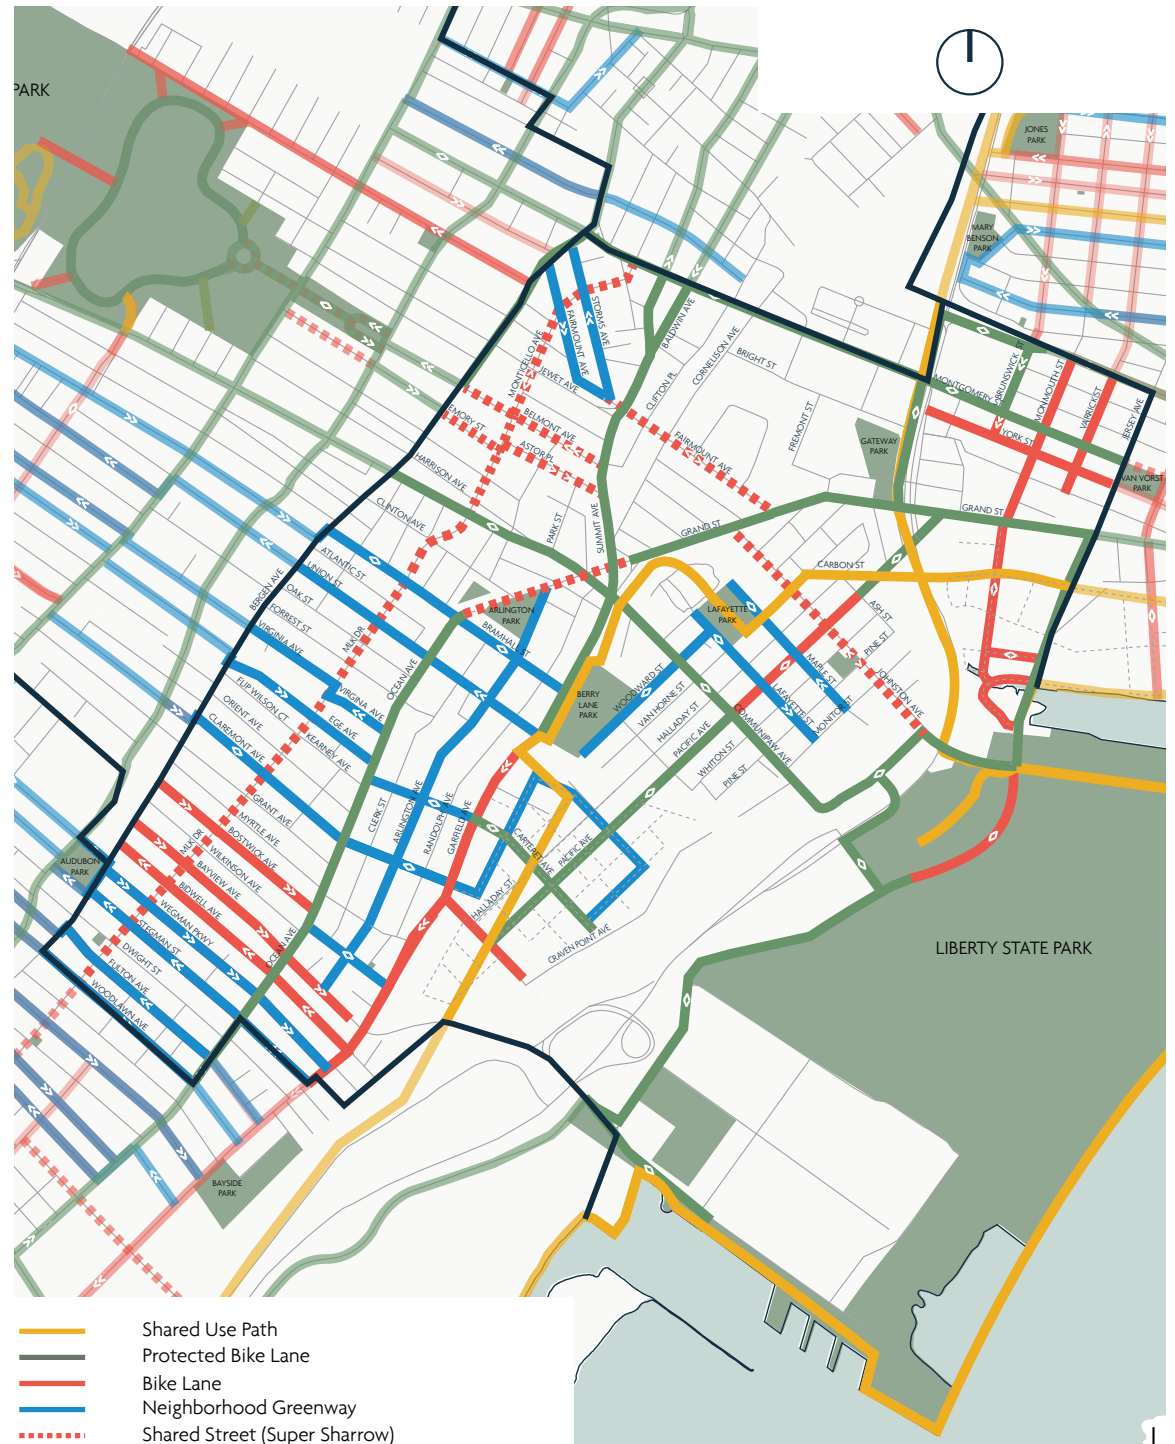 PARK
JONES
PARK
MARY
BENSON
PARK
STORMS AVE
FAIRMOUNT AVE
MONTICELLO AVE
JEWET AVE
BALDWIN AVE
CORNELISON AVE
BRIGHT ST
CLIFTON PL
BRUNSWICK ST
MONTGOMERY ST
MONMOUTH ST
VARRICK ST
JERSEY AVE
EMORY ST
BELMONT AVE
ASTOR PL
FAIRMOUNT AVE
FREMONT ST
GATEWAY
PARK
YORK ST
VAN VORST
PARK
HARRISON AVE
CLINTON AVE
PARK ST
SUMMIT AVE
GRAND ST
GRAND ST
CARBON ST
ATLANTIC ST
UNION ST
OAK ST
BERGEN AVE
FORREST ST
VIRGINIA AVE
MLK DR
ARLINGTON
PARK
BRAMHALL ST
LAFAYETTE
PARK
ASH ST
PINE ST
OCEAN AVE
FLIP WILSON CT
VIRGINIA AVE
ORIENT AVE
EGE AVE
CLAREMONT AVE
KEARNEY AVE
BERRY
LANE
PARK
WOODWARD ST
VAN HORNE ST
HALLADAY ST
PACIFIC AVE
WHITON ST
PINE ST
COMMUNIPAW AVE
LAFAYETTE ST
MAPLE ST
MONITOR ST
JOHNSTON AVE
GRANT AVE
MYRTLE AVE
BOSTWICK AVE
WILKINSON AVE
BAYVIEW AVE
BIDWELL AVE
MLK DR
CLERK ST
ARLINGTON AVE
RANDOLPH AVE
GARFIELD AVE
CARTERET AVE
PACIFIC AVE
HALLADAY ST
CRAVEN POINT AVE
AUDUBON
PARK
WEGMAN PKWY
STEGMAN ST
DWIGHT ST
FULTON AVE
WOODLAWN AVE
OCEAN AVE
LIBERTY STATE PARK
BAYSIDE
PARK
Shared Use Path
Protected Bike Lane
Bike Lane
Neighborhood Greenway
Shared Street (Super Sharrow)